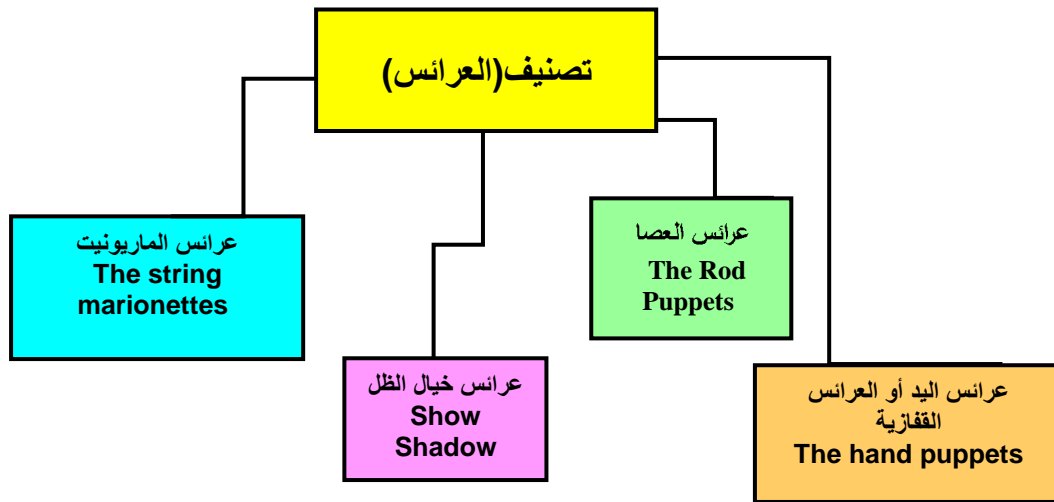 تصنيف(العرائس)
عرائس العصا
The Rod
Puppets
عرائس الماريونيت
The string
marionettes
عرائس اليد أو العرائس
القفازية
The hand puppets
عرائس خيال الظل
Show
Shadow